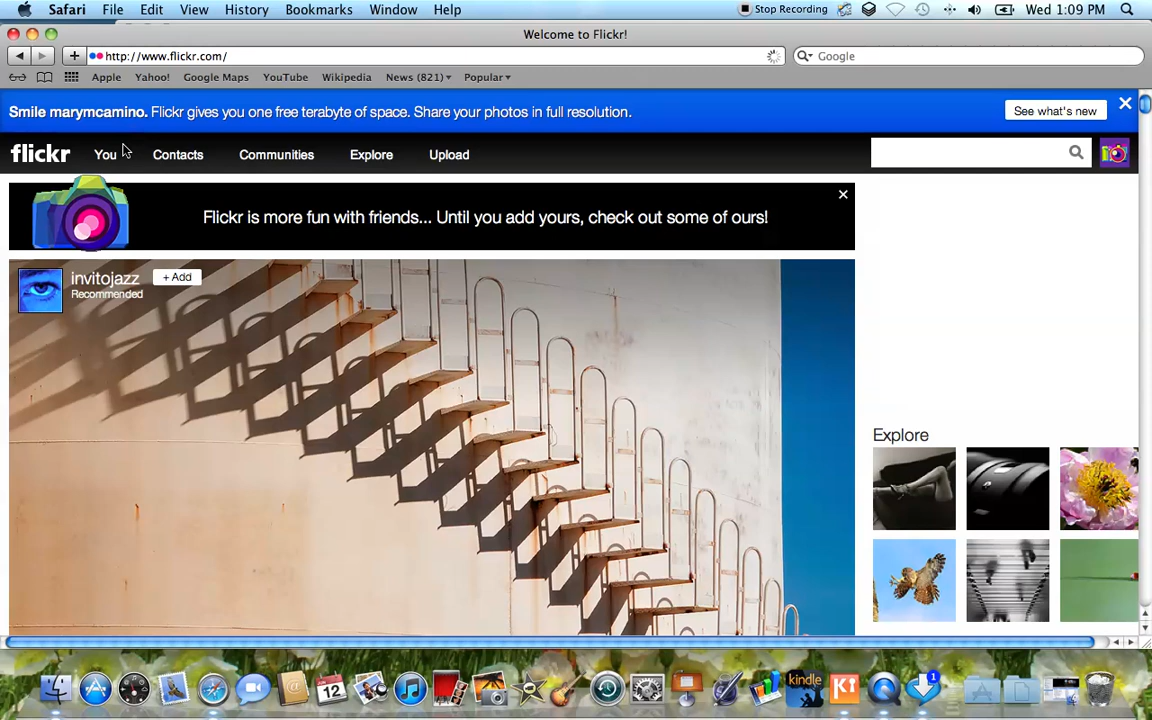 Safari File Edit View History Bookmarks Window Help Stop Recording Wed 1:09 PM
Welcome to Flickr!
http://www.flickr.com/ Google
Apple Yahoo! Google Maps YouTube Wikipedia News (821) Popular
Smile marymcamino. Flickr gives you one free terabyte of space. Share your photos in full resolution. See what's new
flickr You Contacts Communities Explore Upload
Flickr is more fun with friends... Until you add yours, check out some of ours!
invitojazz + Add
Recommended
Explore
12
kindle
K
1